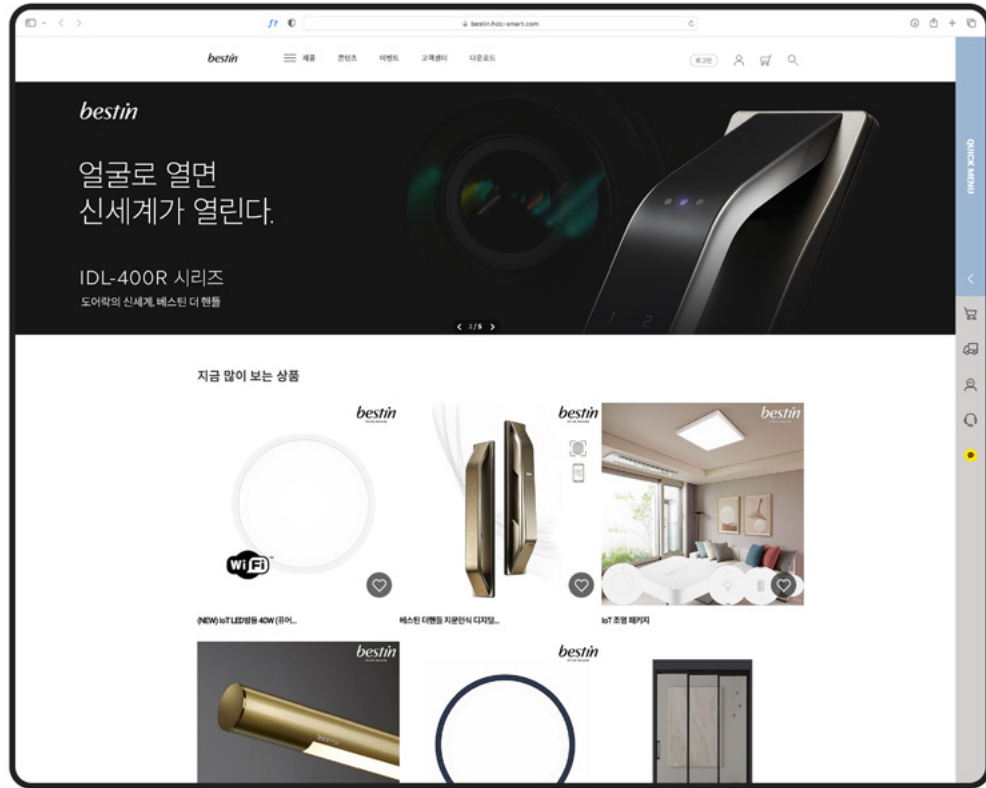 bestin.hdc-smart.com
bestin
제품
콘텐츠
이벤트
고객센터
다운로드
로그인
bestin
얼굴로 열면
신세계가 열린다.
IDL-400R 시리즈
도어락의 신세계, 베스틴 더 핸들
1 2
/ 5
QUICK MENU
지금 많이 보는 상품
bestin
WiFi
(NEW) IoT LED방등 40W (퓨어...
bestin
베스틴 더핸들 지문인식 디지털...
bestin
IoT 조명 패키지
bestin
bestin
bestin